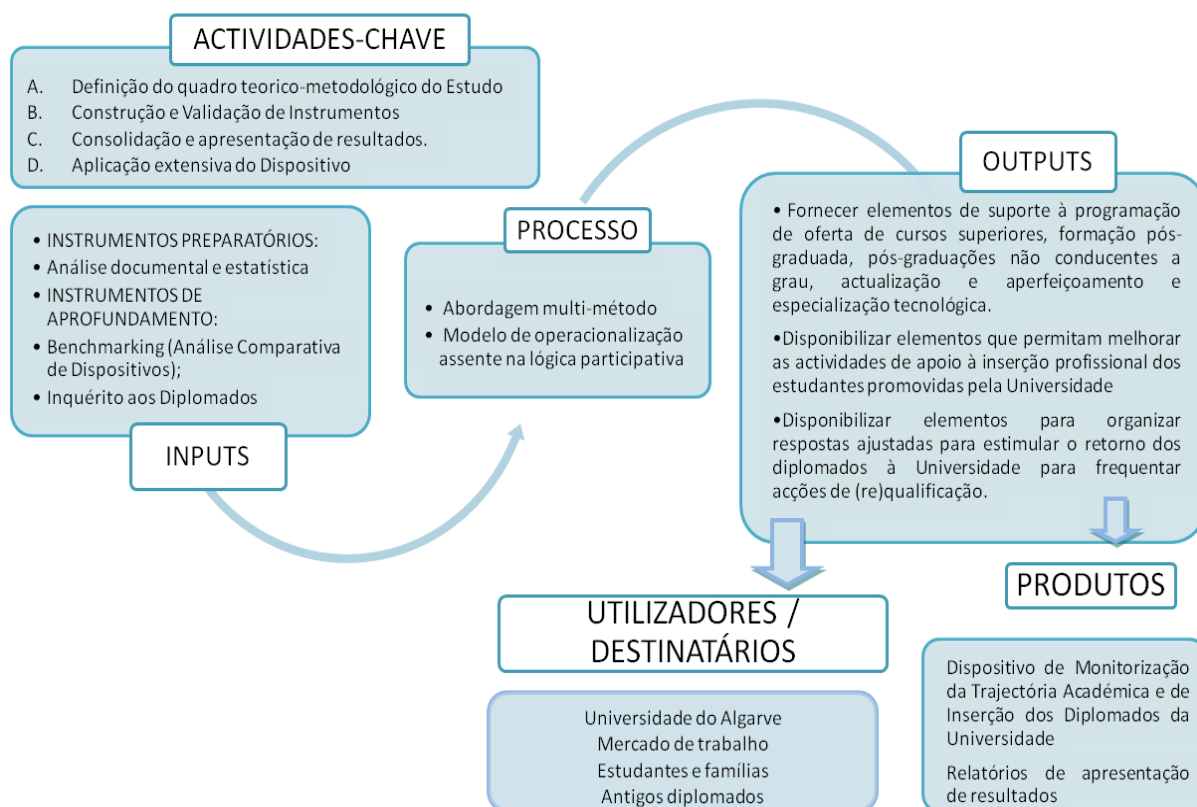 ACTIVIDADES-CHAVE
A. Definição do quadro teorico-metodológico do Estudo
B. Construção e Validação de Instrumentos
C. Consolidação e apresentação de resultados.
D. Aplicação extensiva do Dispositivo
• INSTRUMENTOS PREPARATÓRIOS:
• Análise documental e estatística
• INSTRUMENTOS DE
APROFUNDAMENTO:
• Benchmarking (Análise Comparativa
de Dispositivos);
• Inquérito aos Diplomados
INPUTS
PROCESSO
• Abordagem multi-método
• Modelo de operacionalização
assente na lógica participativa
OUTPUTS
• Fornecer elementos de suporte à programação
de oferta de cursos superiores, formação pós-
graduada, pós-graduações não conducentes a
grau, actualização e aperfeiçoamento e
especialização tecnológica.
•Disponibilizar elementos que permitam melhorar
as actividades de apoio à inserção profissional dos
estudantes promovidas pela Universidade
•Disponibilizar elementos para organizar
respostas ajustadas para estimular o retorno dos
diplomados à Universidade para frequentar
acções de (re)qualificação.
UTILIZADORES /
DESTINATÁRIOS
Universidade do Algarve
Mercado de trabalho
Estudantes e famílias
Antigos diplomados
PRODUTOS
Dispositivo de Monitorização
da Trajectória Académica e de
Inserção dos Diplomados da
Universidade
Relatórios de apresentação
de resultados